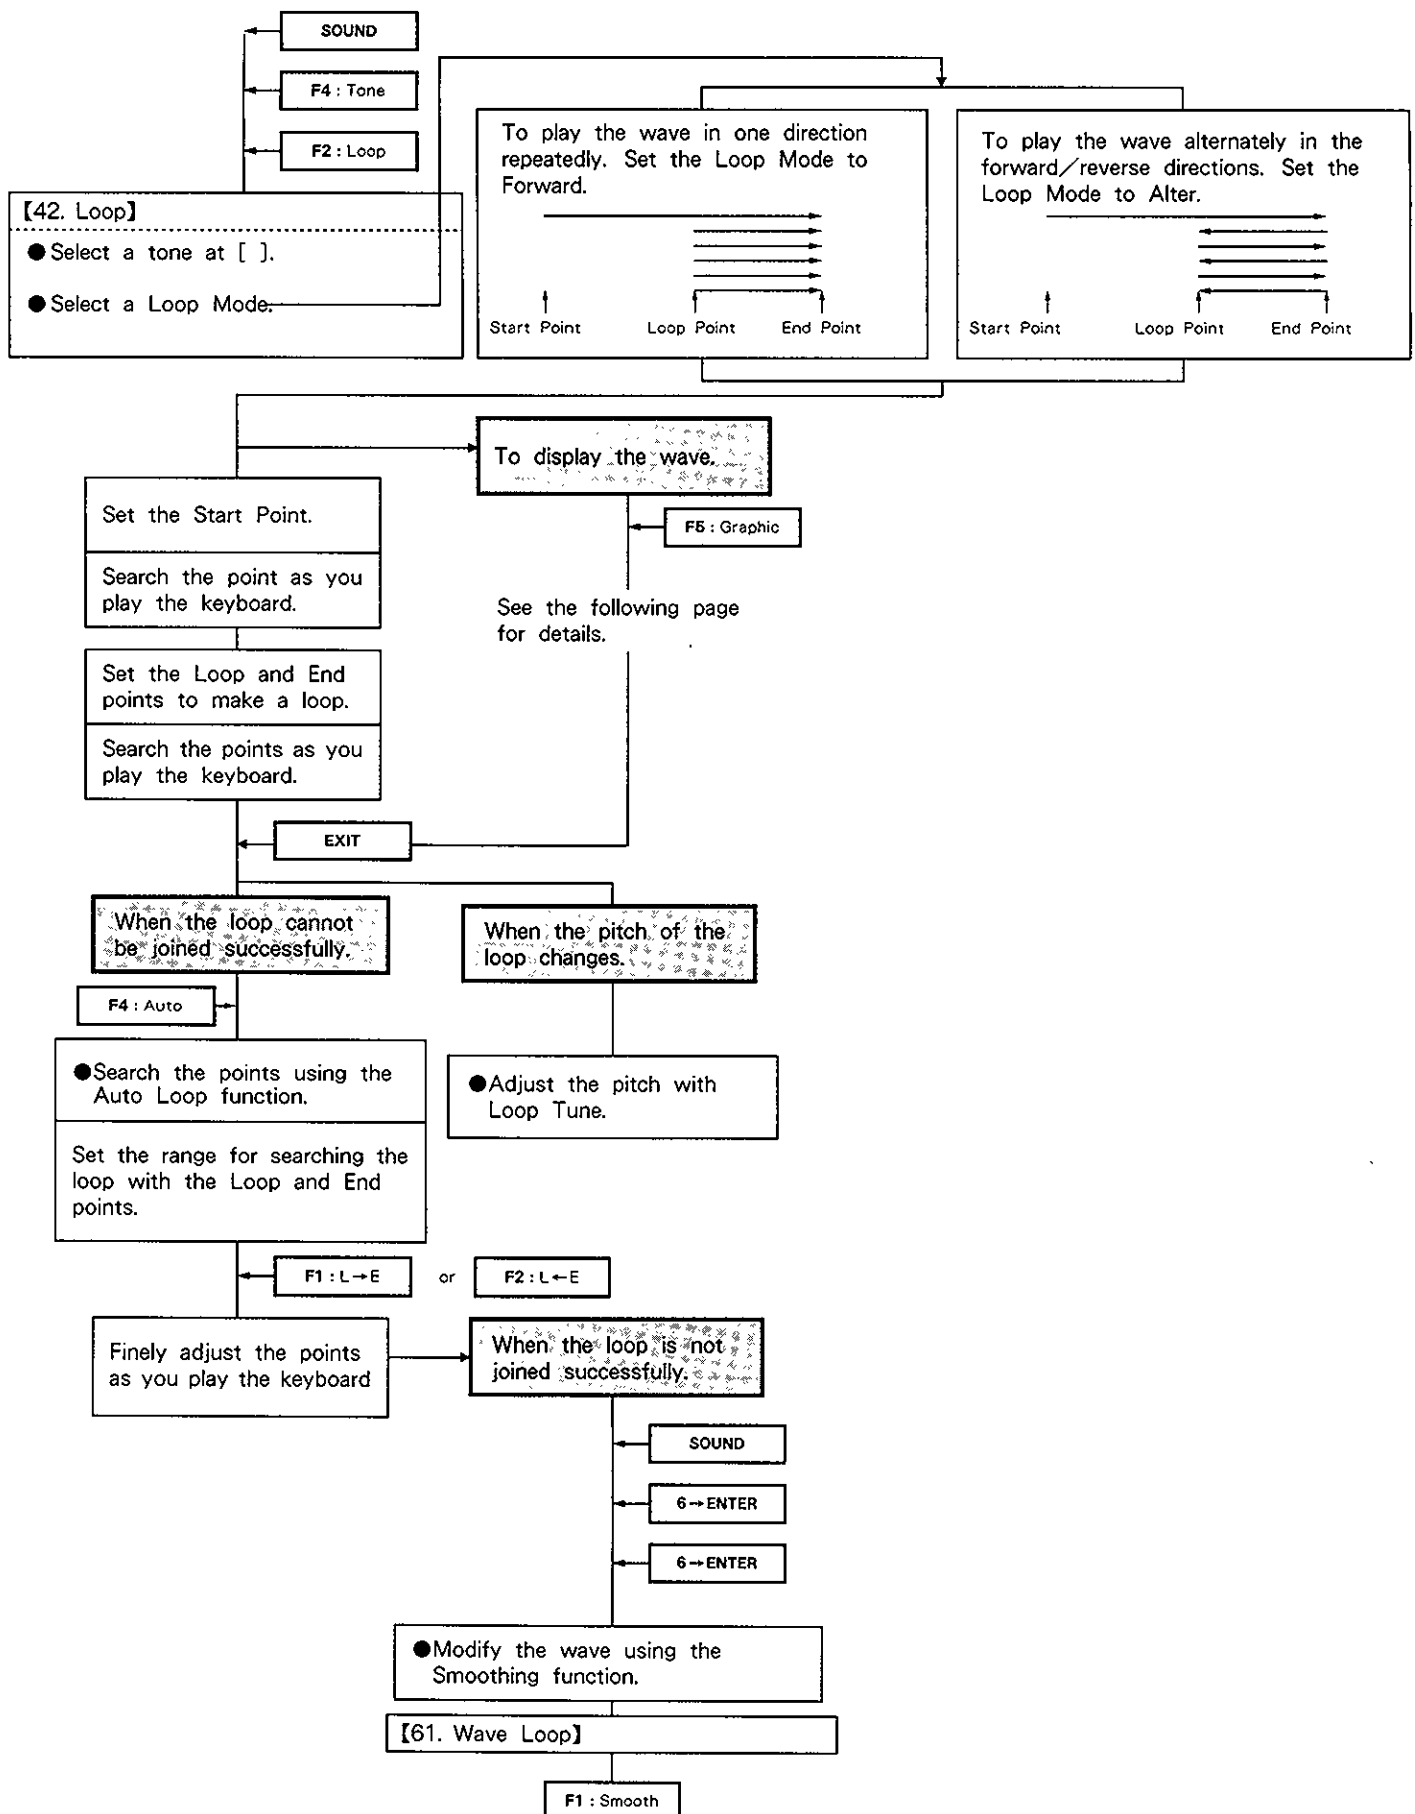 SOUND
F4 : Tone
F2 : Loop
【42. Loop】
●Select a tone at [ ].
●Select a Loop Mode.
To play the wave in one direction
repeatedly. Set the Loop Mode to
Forward.
Start Point
Loop Point
End Point
To play the wave alternately in the
forward/reverse directions. Set the
Loop Mode to Alter.
Start Point
Loop Point
End Point
To display the wave.
F5 : Graphic
See the following page
for details.
Set the Start Point.
Search the point as you
play the keyboard.
Set the Loop and End
points to make a loop.
Search the points as you
play the keyboard.
EXIT
When the loop cannot
be joined successfully.
When the pitch of the
loop changes.
F4 : Auto
●Search the points using the
Auto Loop function.
Set the range for searching the
loop with the Loop and End
points.
●Adjust the pitch with
Loop Tune.
F1 : L→E
or
F2 : L←E
Finely adjust the points
as you play the keyboard
When the loop is not
joined successfully.
SOUND
6→ENTER
6→ENTER
●Modify the wave using the
Smoothing function.
【61. Wave Loop】
F1 : Smooth